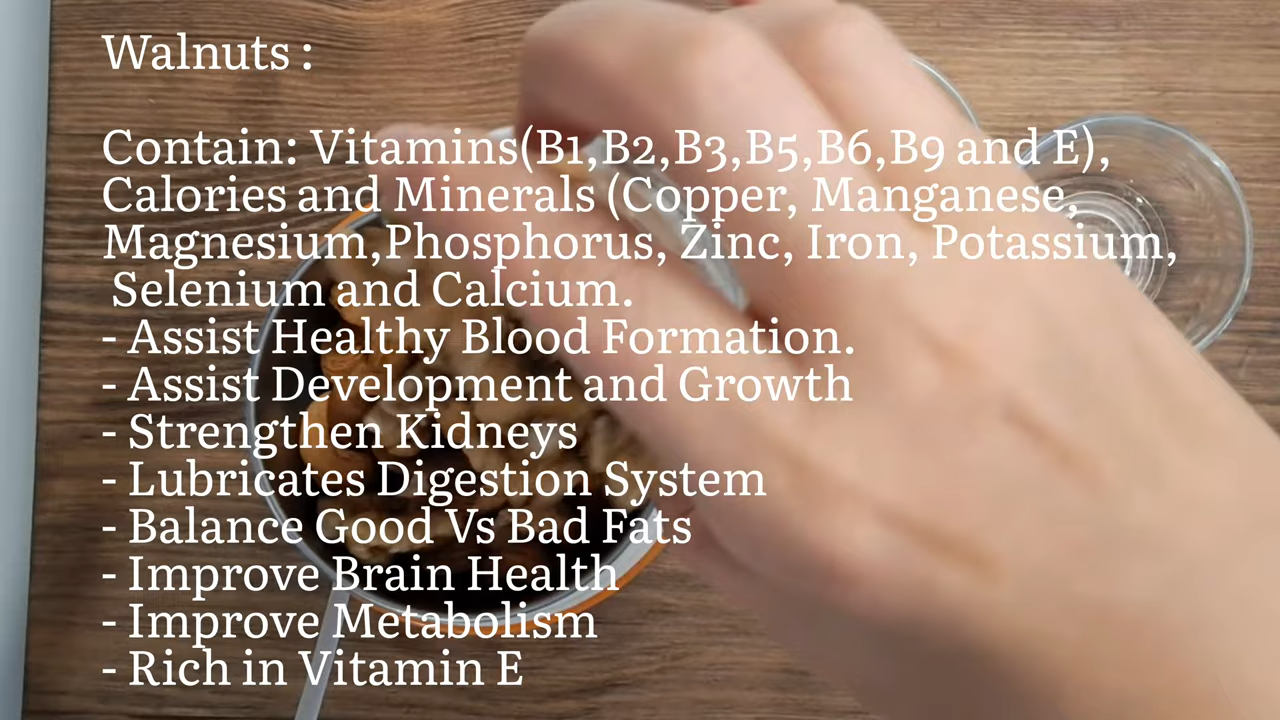 Walnuts :
Contain: Vitamins(B1,B2,B3,B5,B6,B9 and E),
Calories and Minerals (Copper, Manganese,
Magnesium,Phosphorus, Zinc, Iron, Potassium,
Selenium and Calcium.
- Assist Healthy Blood Formation.
- Assist Development and Growth
- Strengthen Kidneys
- Lubricates Digestion System
- Balance Good Vs Bad Fats
- Improve Brain Health
- Improve Metabolism
- Rich in Vitamin E